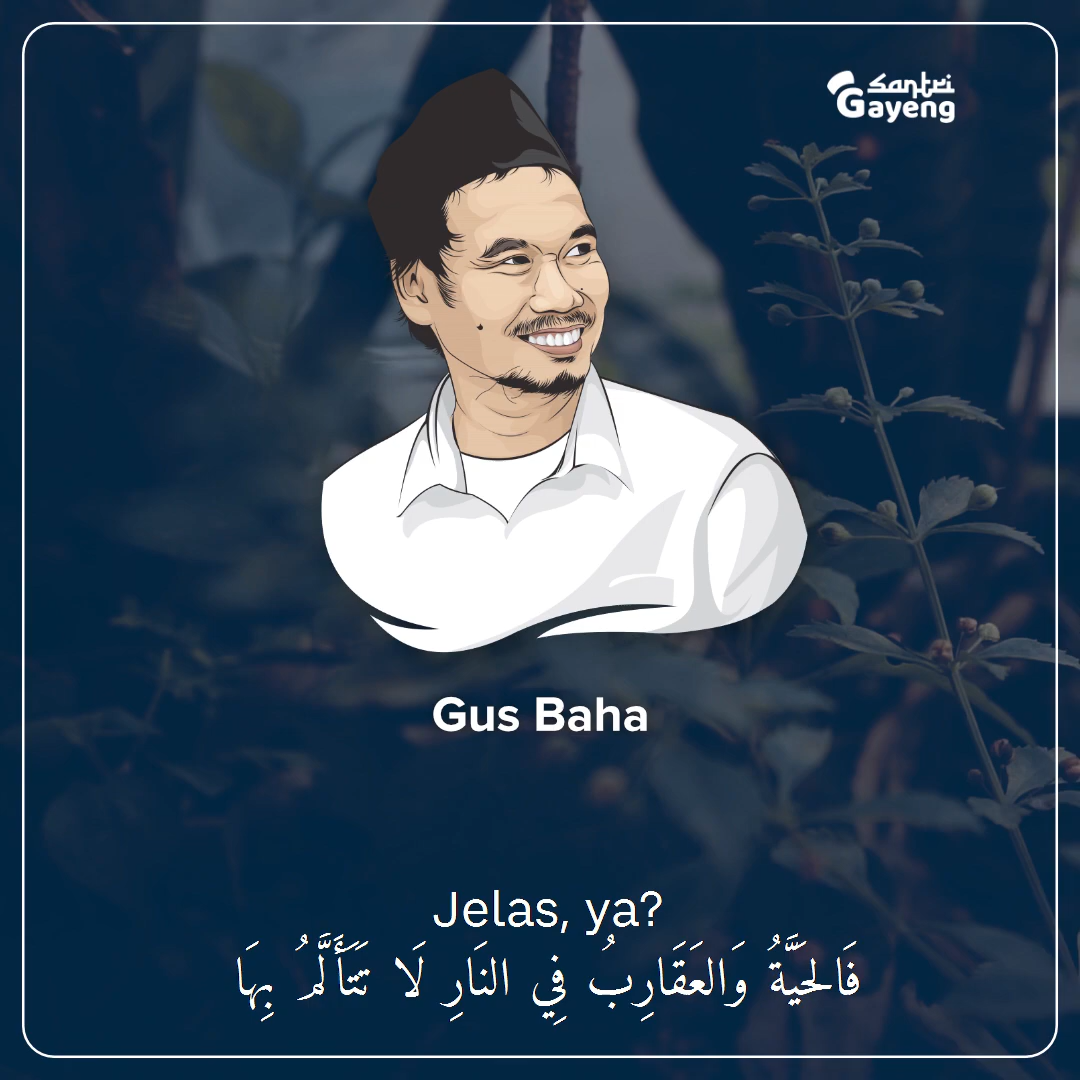 Santri
Gayeng
Gus Baha
Jelas, ya?
فَالحَيَّةُ وَالعَقَارِبُ فِي النَارِ لَا تَتَأَلَّمُ بِهَا